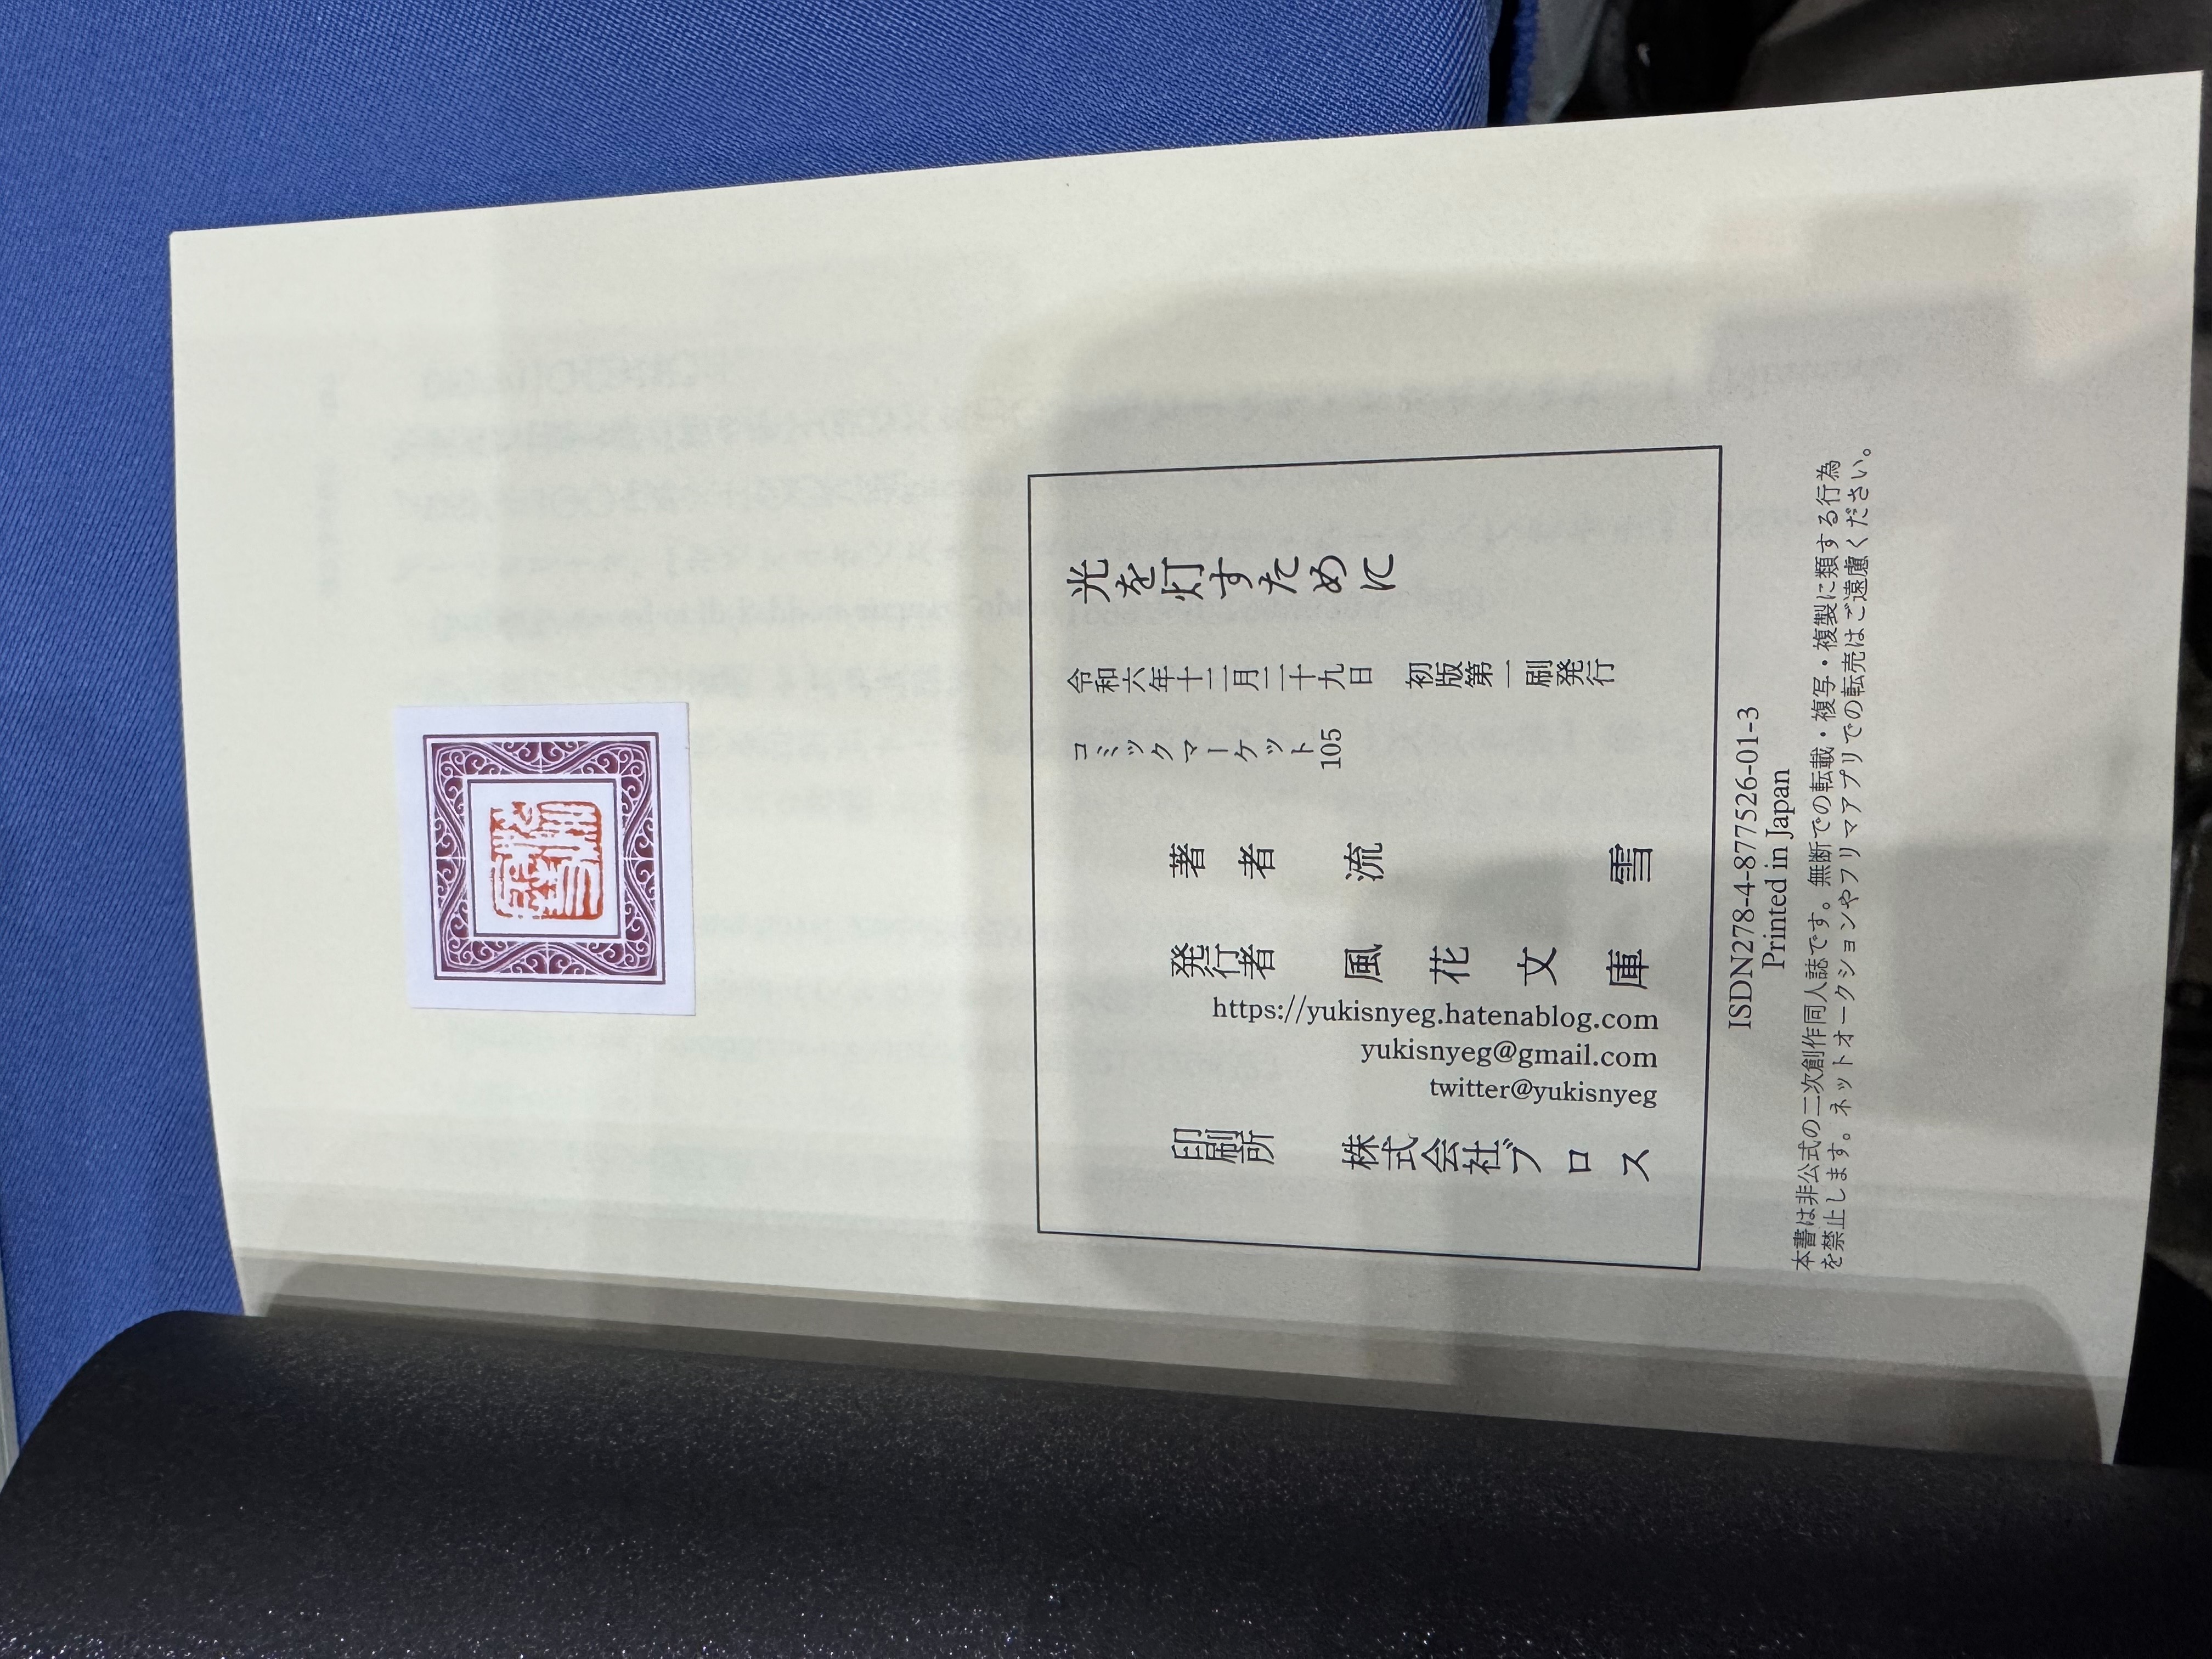 流雪
光を灯すために
令和六年十二月二十九日　初版第一刷発行
コミックマーケット105
著者　流雪
発行者　風花文庫
https://yukisnyeg.hatenablog.com
yukisnyeg@gmail.com
twitter@yukisnyeg
印刷所　株式会社ブロス
ISDN278-4-877526-01-3
Printed in Japan
本書は非公式の二次創作同人誌です。無断での転載・複写・複製に類する行為
を禁止します。ネットオークションやフリマアプリでの転売はご遠慮ください。